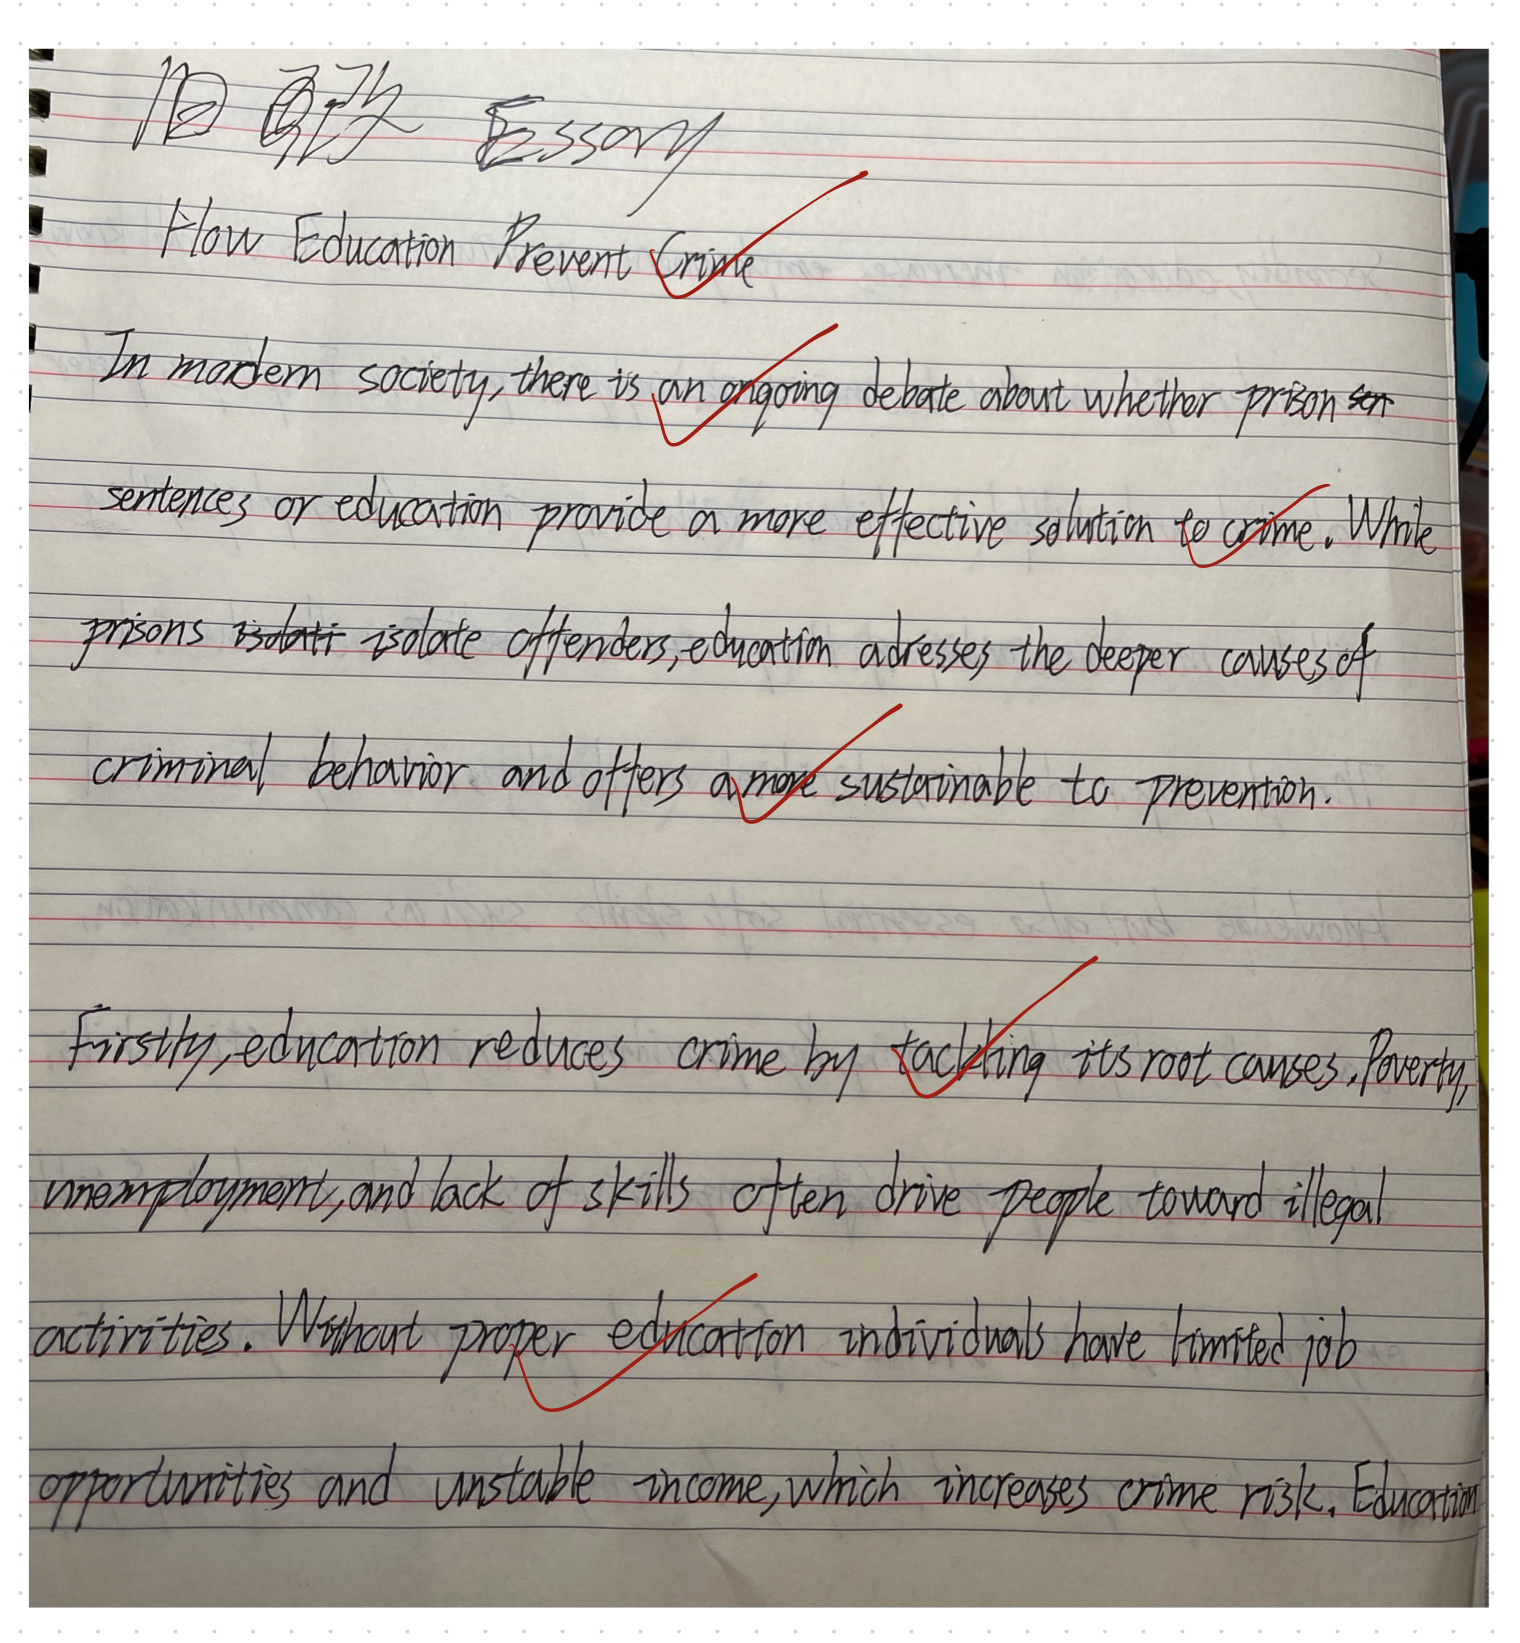 旧改 Essary
How Education Prevent Crime
In mordern society, there is an ongoing debate about whether prison sen
sentences or education provide a more effective solution to crime. While
prisons isolati isolate offenders, education adresses the deeper causes of
criminal behavior and offers a more sustainable to prevention.
Firstly, education reduces crime by tackling its root causes. Poverty,
unemployment, and lack of skills often drive people toward illegal
activities. Without proper education individuals have limited job
opportunities and unstable income, which increases crime risk. Education